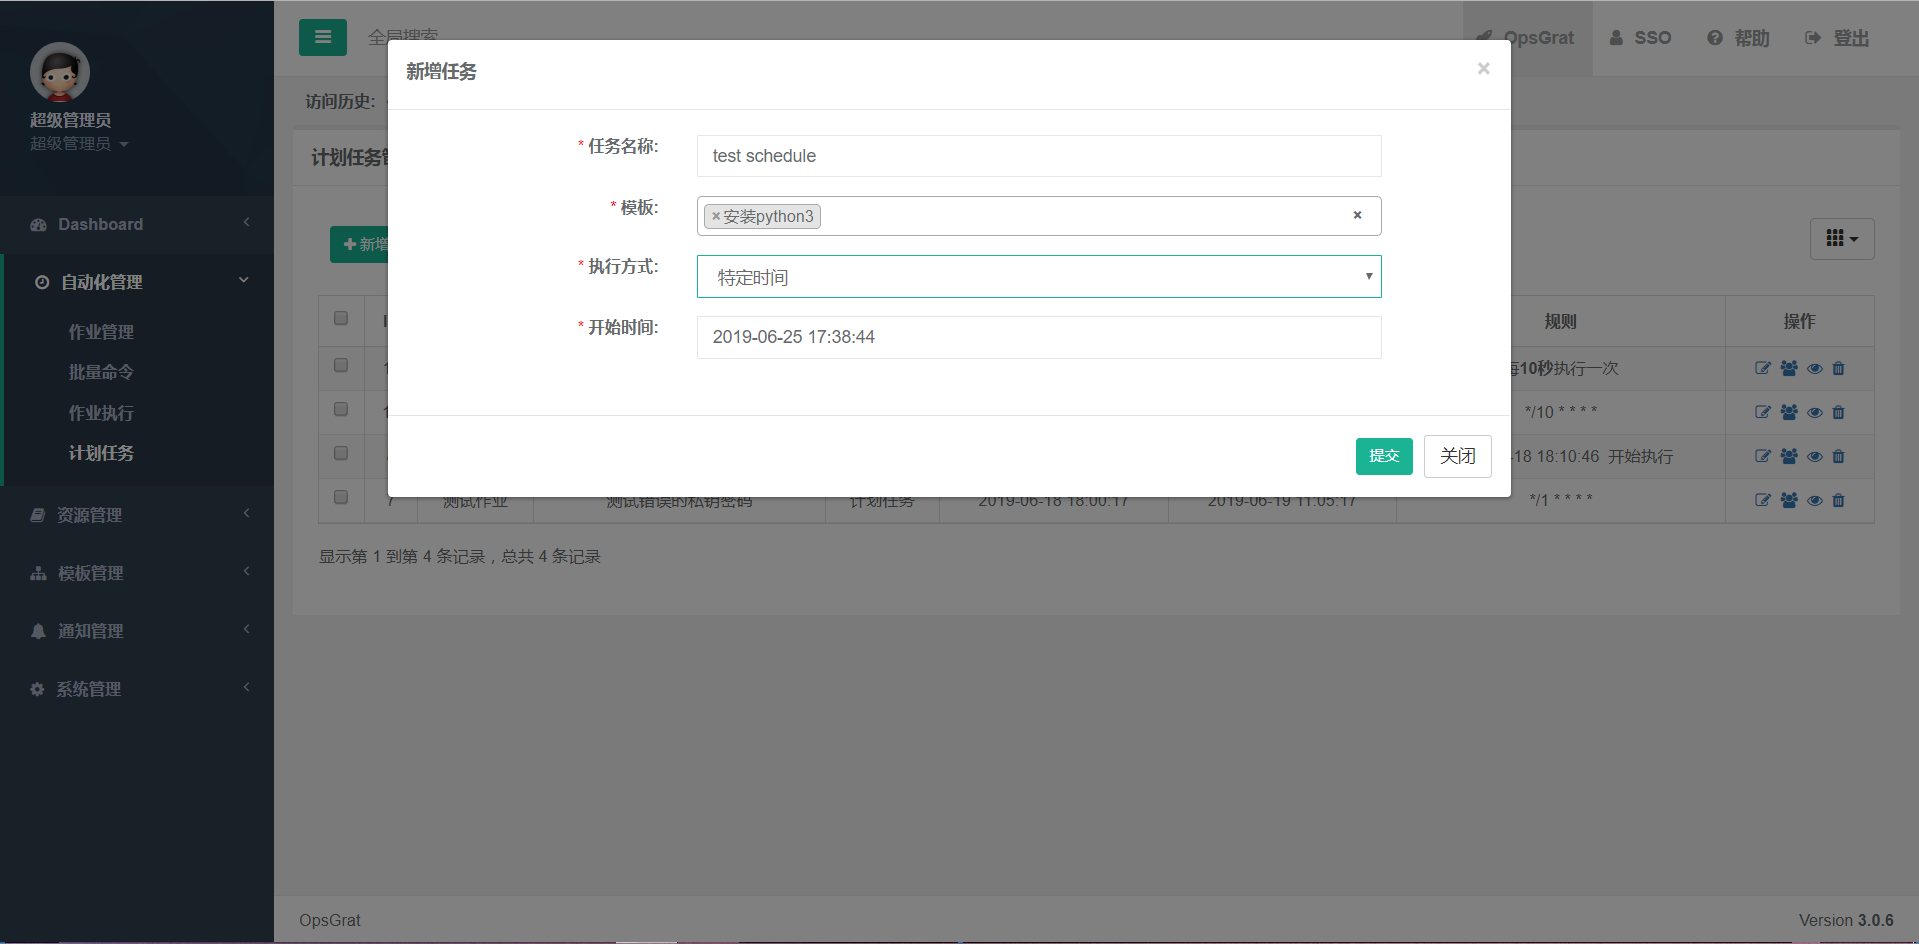 超级管理员
超级管理员
Dashboard
自动化管理
作业管理
批量命令
作业执行
计划任务
资源管理
模板管理
通知管理
系统管理
全局搜索
OpsGrat
SSO
帮助
登出
访问历史:
计划任务
新增
新增任务
×
* 任务名称:
test schedule
* 模板:
×安装python3
×
* 执行方式:
特定时间
* 开始时间:
2019-06-25 17:38:44
提交
关闭
规则
操作
10秒执行一次
*/10 * * * *
-18 18:10:46 开始执行
7
测试作业
测试错误的私钥密码
计划任务
2019-06-18 18:00:17
2019-06-19 11:05:17
*/1 * * * *
显示第 1 到第 4 条记录，总共 4 条记录
OpsGrat
Version 3.0.6